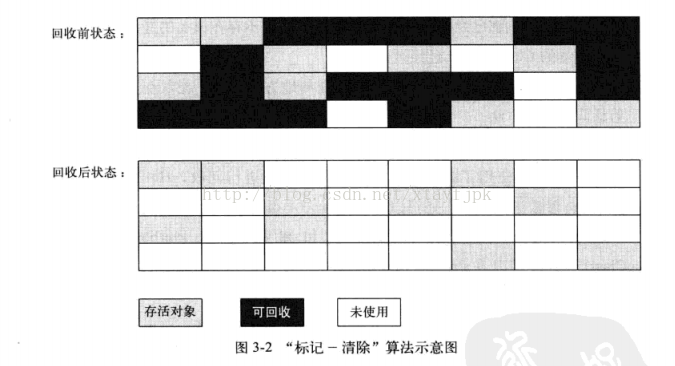 回收前状态：
回收后状态：
http://blog.csdn.net/xtayfjpk
存活对象
可回收
未使用
图 3-2 “标记－清除”算法示意图